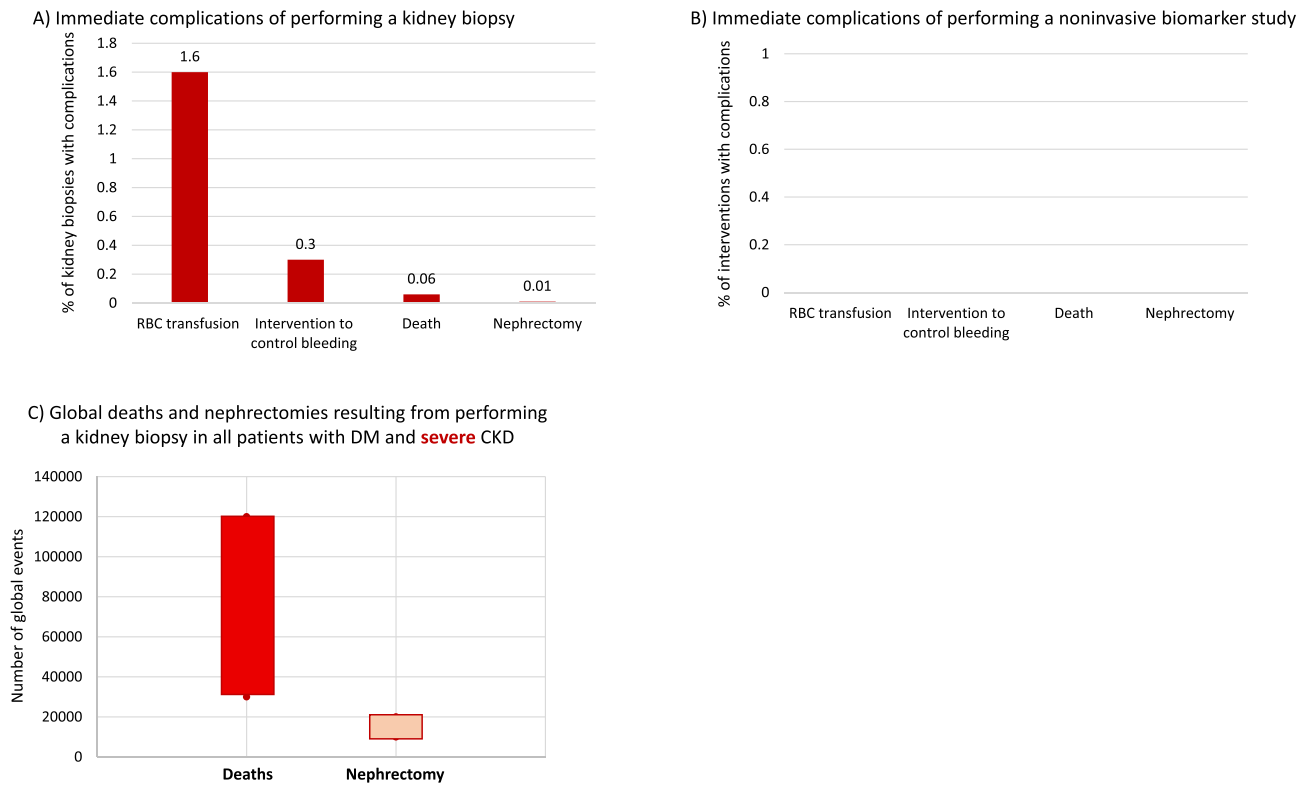 A) Immediate complications of performing a kidney biopsy
% of kidney biopsies with complications
1.8
1.6
1.4
1.2
1
0.8
0.6
0.4
0.2
0
1.6
0.3
0.06
0.01
RBC transfusion
Intervention to
control bleeding
Death
Nephrectomy
B) Immediate complications of performing a noninvasive biomarker study
% of interventions with complications
1
0.8
0.6
0.4
0.2
0
RBC transfusion
Intervention to
control bleeding
Death
Nephrectomy
C) Global deaths and nephrectomies resulting from performing
a kidney biopsy in all patients with DM and severe CKD
Number of global events
140000
120000
100000
80000
60000
40000
20000
0
Deaths
Nephrectomy